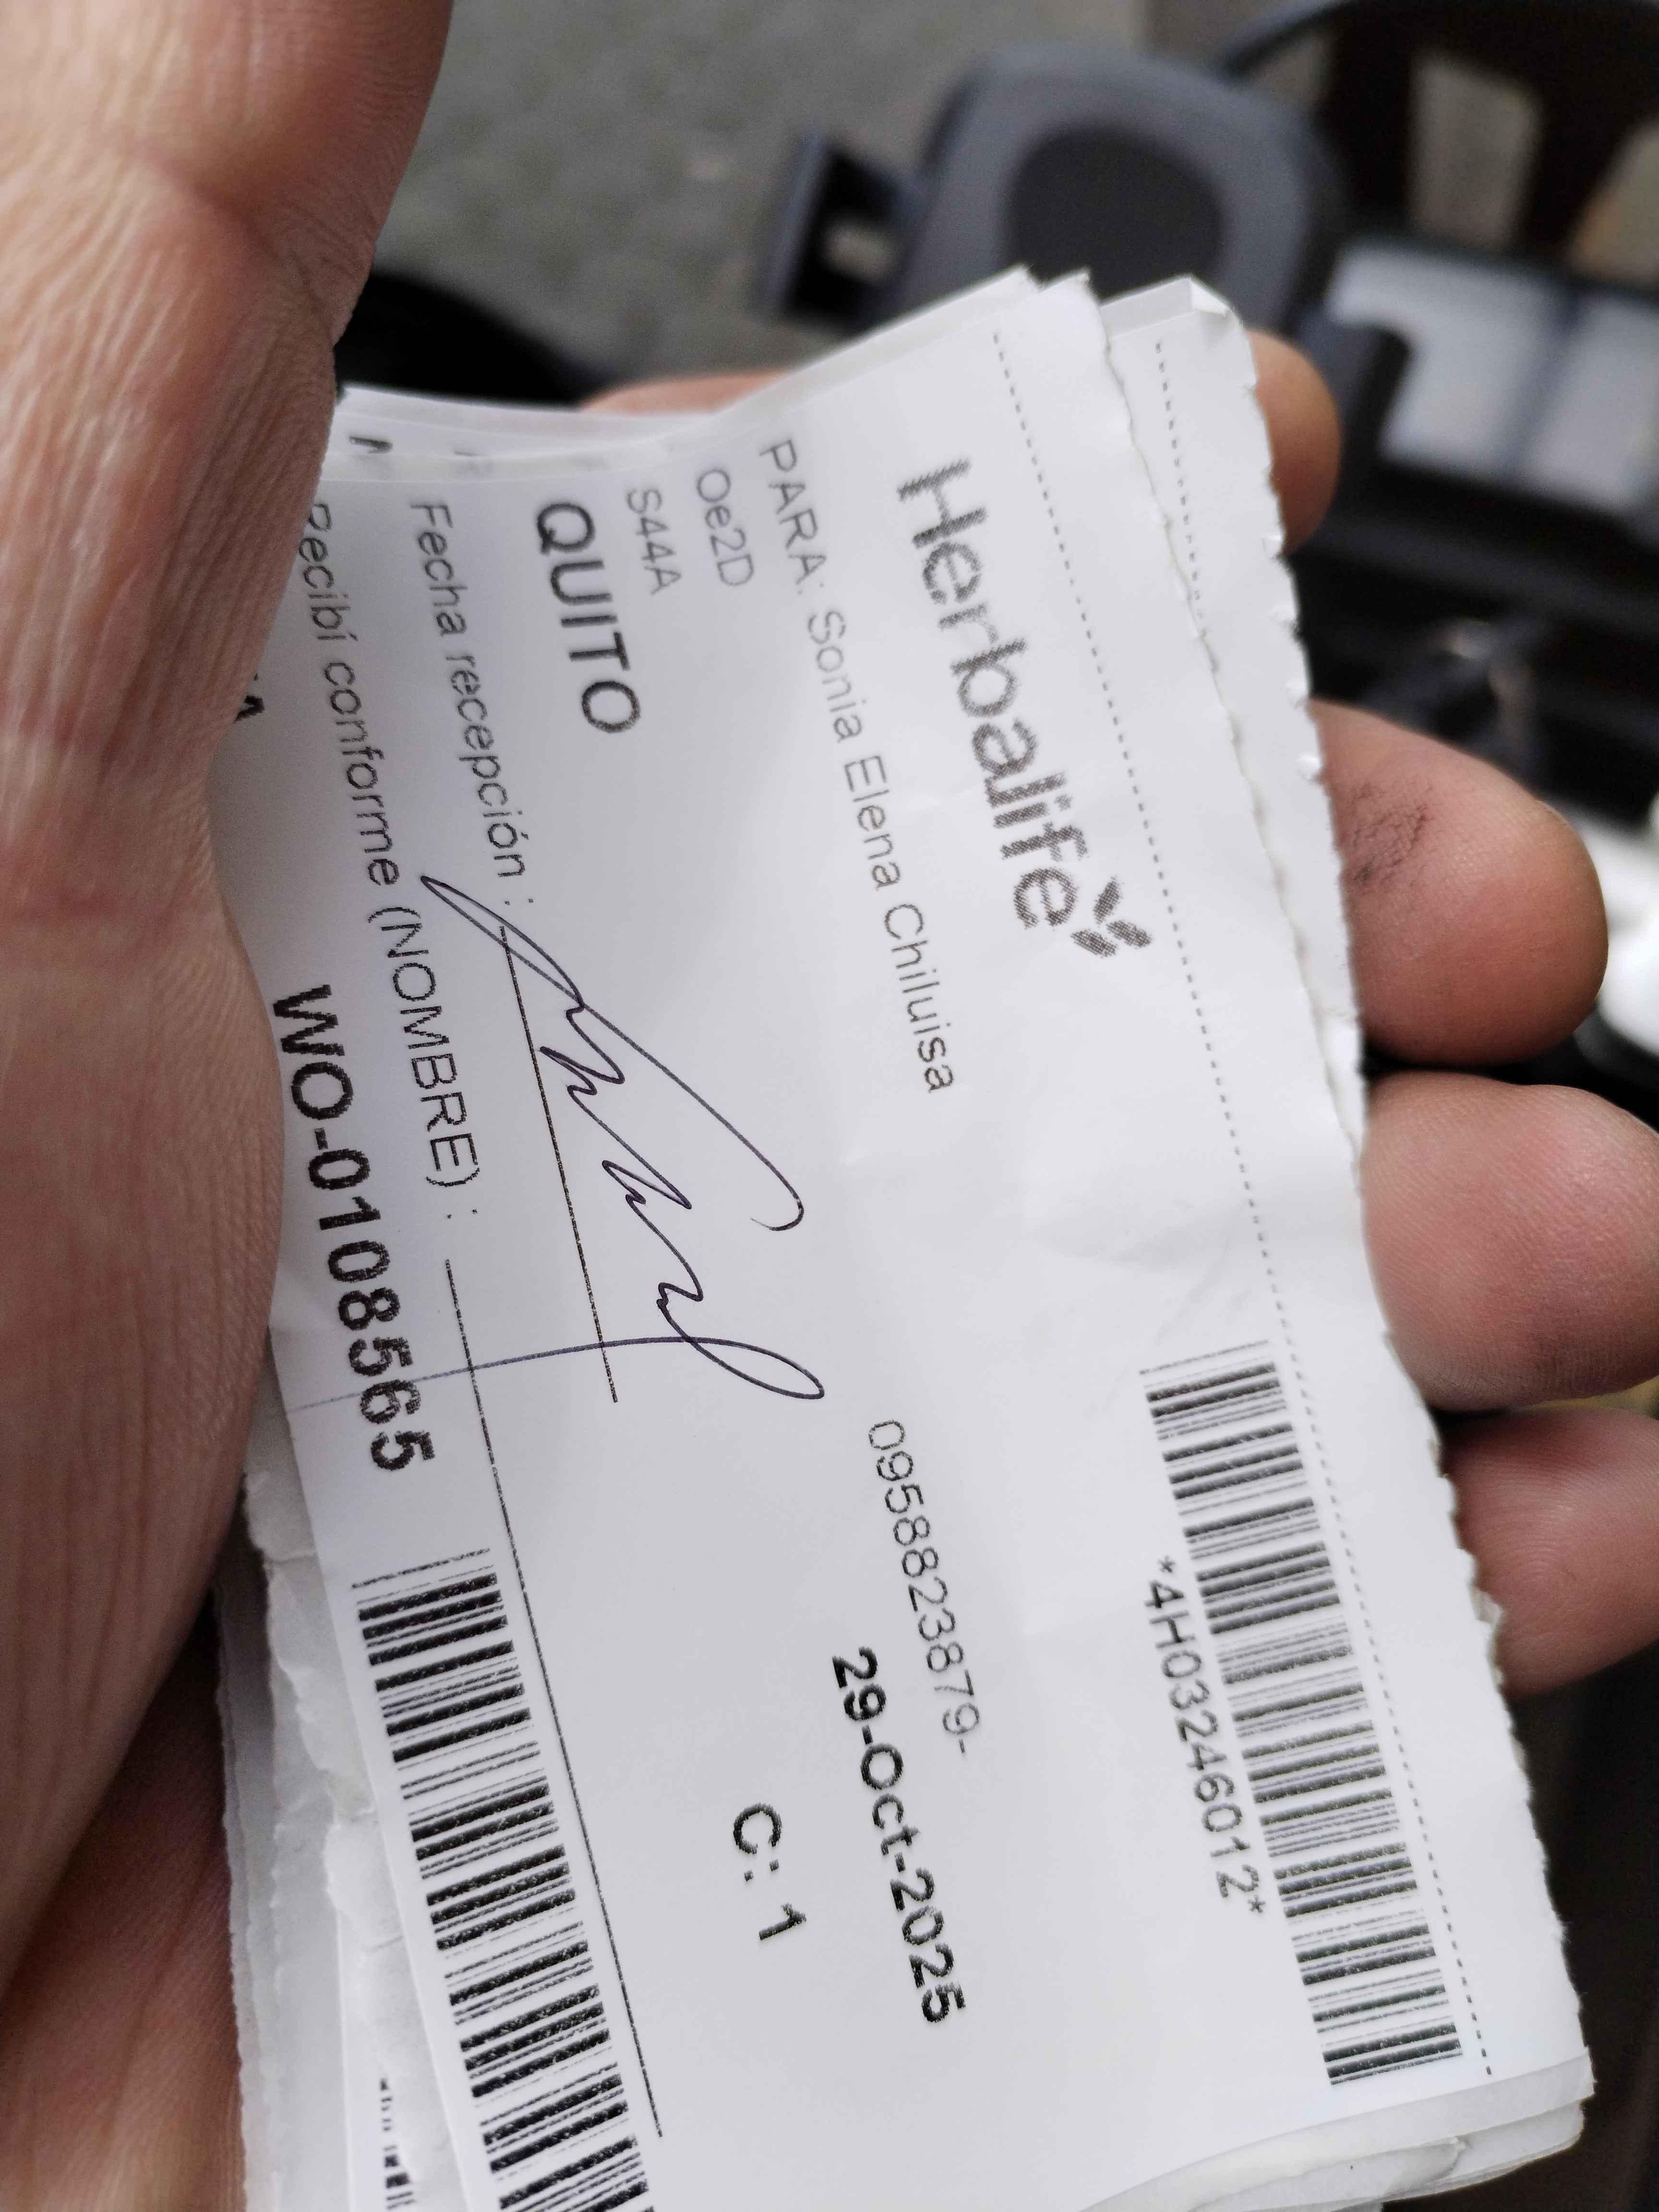 Herbalife
*4H03246012*
PARA: Sonia Elena Chiluisa
0958823879-
Oe2D
29-Oct-2025
S44A
QUITO
C: 1
Fecha recepción :
Recibí conforme (NOMBRE) :
WO-0108565